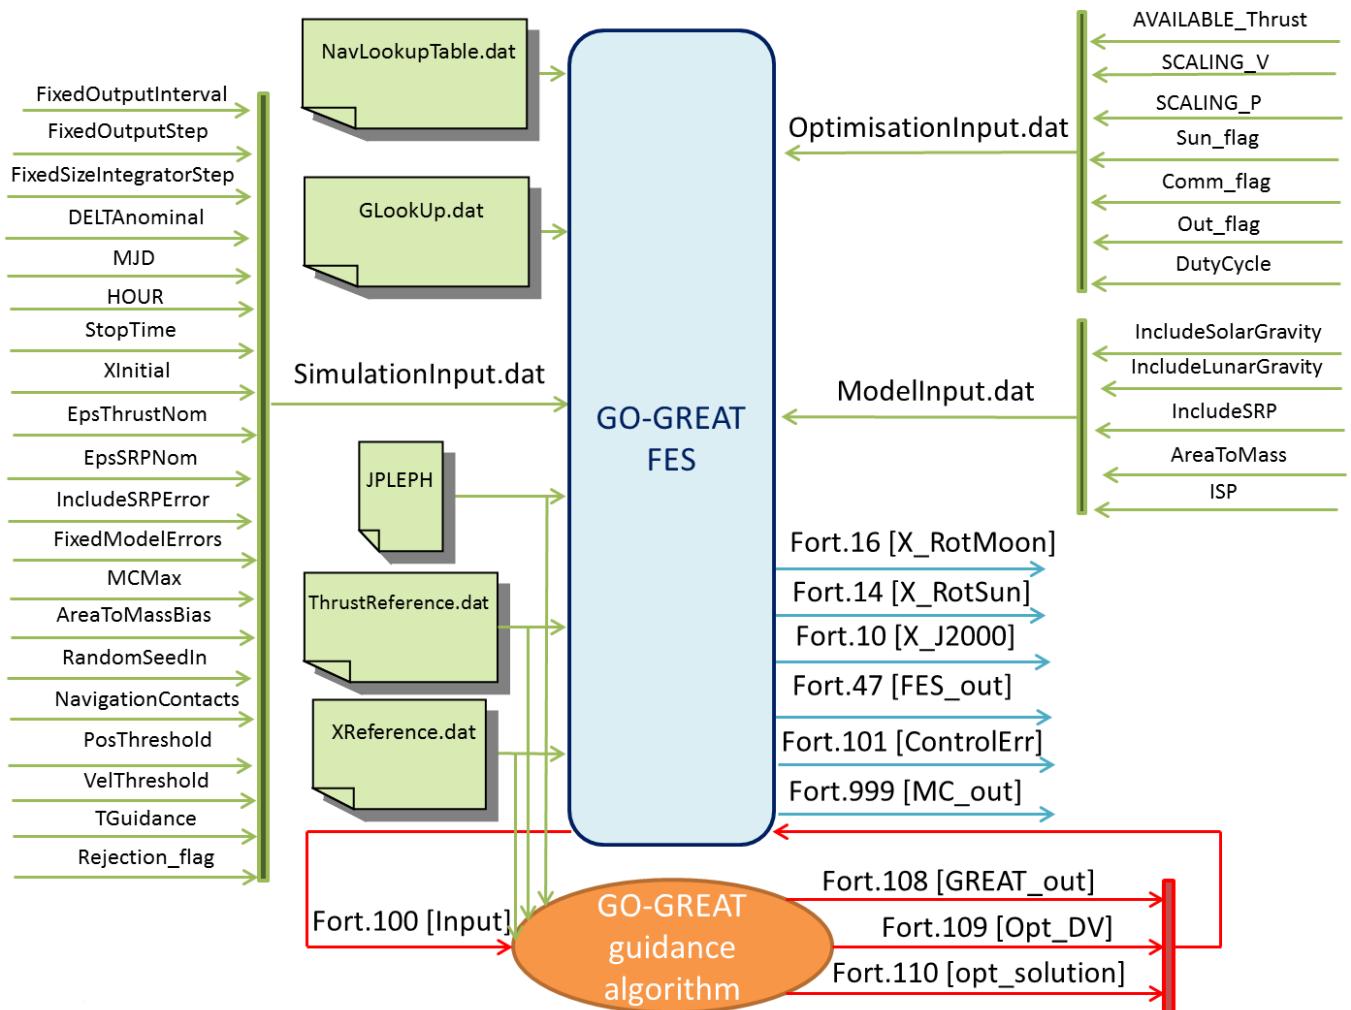 FixedOutputInterval
FixedOutputStep
FixedSizeIntegratorStep
DELTAnominal
MJD
HOUR
StopTime
XInitial
EpsThrustNom
EpsSRPNom
IncludeSRPError
FixedModelErrors
MCMax
AreaToMassBias
RandomSeedIn
NavigationContacts
PosThreshold
VelThreshold
TGuidance
Rejection_flag
NavLookupTable.dat
GLookUp.dat
SimulationInput.dat
JPLEPH
ThrustReference.dat
XReference.dat
Fort.100 [Input]
GO-GREAT
FES
GO-GREAT
guidance
algorithm
OptimisationInput.dat
AVAILABLE_Thrust
SCALING_V
SCALING_P
Sun_flag
Comm_flag
Out_flag
DutyCycle
ModelInput.dat
IncludeSolarGravity
IncludeLunarGravity
IncludeSRP
AreaToMass
ISP
Fort.16 [X_RotMoon]
Fort.14 [X_RotSun]
Fort.10 [X_J2000]
Fort.47 [FES_out]
Fort.101 [ControlErr]
Fort.999 [MC_out]
Fort.108 [GREAT_out]
Fort.109 [Opt_DV]
Fort.110 [opt_solution]